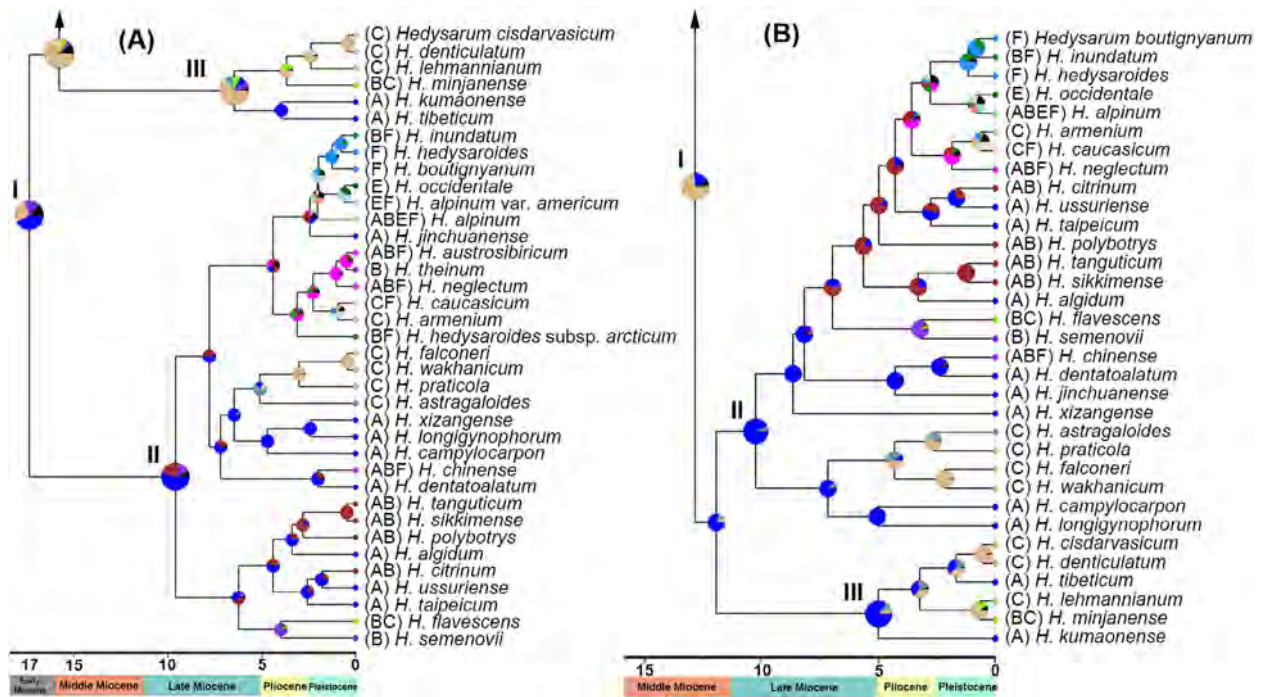 (A)
(C) Hedysarum cisdarvasicum
(C) H. denticulatum
(C) H. lehmannianum
(BC) H. minjanense
(A) H. kumaonense
(A) H. tibeticum
(BF) H. inundatum
(F) H. hedysaroides
(F) H. boutignyanum
(E) H. occidentale
(EF) H. alpinum var. americum
(ABEF) H. alpinum
(A) H. jinchuanense
(ABF) H. austrosibiricum
(B) H. theinum
(ABF) H. neglectum
(CF) H. caucasicum
(C) H. armenium
(BF) H. hedysaroides subsp. arcticum
(C) H. falconeri
(C) H. wakhanicum
(C) H. praticola
(C) H. astragaloides
(A) H. xizangense
(A) H. longigynophorum
(A) H. campylocarpon
(ABF) H. chinense
(A) H. dentatoalatum
(AB) H. tanguticum
(AB) H. sikkimense
(AB) H. polybotrys
(A) H. algidum
(AB) H. citrinum
(A) H. ussuriense
(A) H. taipeicum
(BC) H. flavescens
(B) H. semenovii
III
I
II
17 15 10 5 0
Early Miocene Middle Miocene Late Miocene Pliocene Pleistocene
(B)
(F) Hedysarum boutignyanum
(BF) H. inundatum
(F) H. hedysaroides
(E) H. occidentale
(ABEF) H. alpinum
(C) H. armenium
(CF) H. caucasicum
(ABF) H. neglectum
(AB) H. citrinum
(A) H. ussuriense
(A) H. taipeicum
(AB) H. polybotrys
(AB) H. tanguticum
(AB) H. sikkimense
(A) H. algidum
(BC) H. flavescens
(B) H. semenovii
(ABF) H. chinense
(A) H. dentatoalatum
(A) H. jinchuanense
(A) H. xizangense
(C) H. astragaloides
(C) H. praticola
(C) H. falconeri
(C) H. wakhanicum
(A) H. campylocarpon
(A) H. longigynophorum
(C) H. cisdarvasicum
(C) H. denticulatum
(A) H. tibeticum
(C) H. lehmannianum
(BC) H. minjanense
(A) H. kumaonense
I
II
III
15 10 5 0
Middle Miocene Late Miocene Pliocene Pleistocene